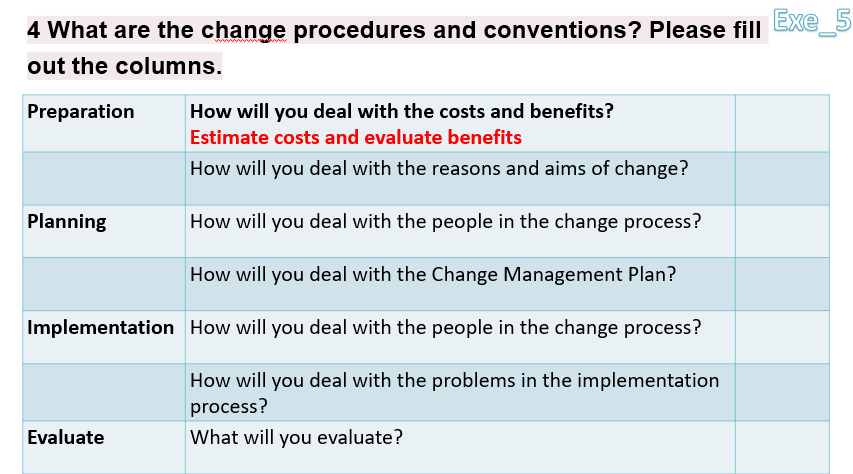 4 What are the change procedures and conventions? Please fill
out the columns.
Exe_5
Preparation
How will you deal with the costs and benefits?
Estimate costs and evaluate benefits
How will you deal with the reasons and aims of change?
Planning
How will you deal with the people in the change process?
How will you deal with the Change Management Plan?
Implementation
How will you deal with the people in the change process?
How will you deal with the problems in the implementation
process?
Evaluate
What will you evaluate?